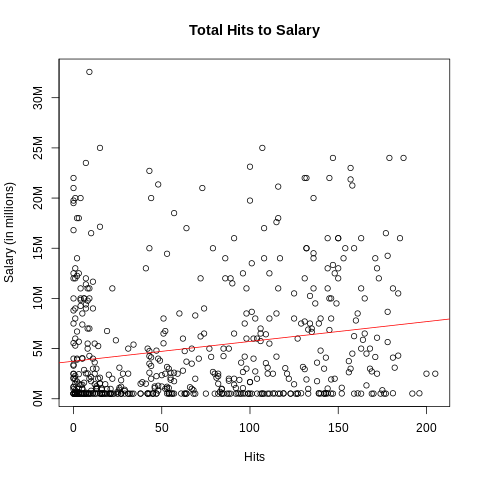 Total Hits to Salary
Salary (in millions)
30M
25M
20M
15M
10M
5M
0M
0 50 100 150 200
Hits